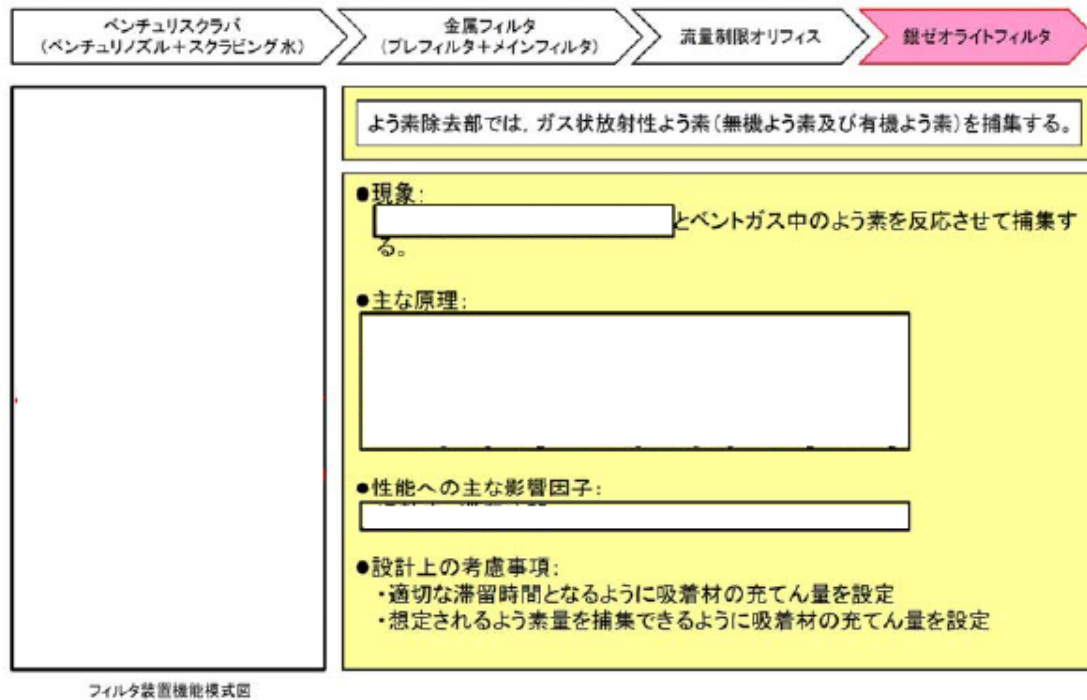 ベンチュリスクラバ
(ベンチュリノズル+スクラビング水)
金属フィルタ
(プレフィルタ+メインフィルタ)
流量制限オリフィス
銀ゼオライトフィルタ
よう素除去部では,ガス状放射性よう素(無機よう素及び有機よう素)を捕集する。
●現象:
とベントガス中のよう素を反応させて捕集す
る。
●主な原理:
●性能への主な影響因子:
●設計上の考慮事項:
・適切な滞留時間となるように吸着材の充てん量を設定
・想定されるよう素量を捕集できるように吸着材の充てん量を設定
フィルタ装置機能模式図